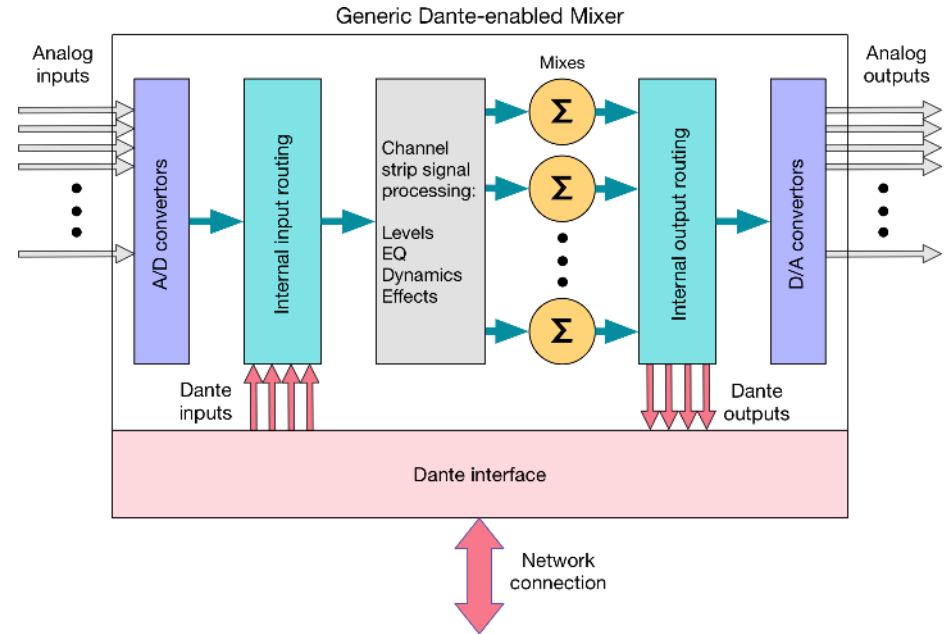 Generic Dante-enabled Mixer
Analog
inputs
Mixes
Analog
outputs
A/D convertors
Internal input routing
Channel
strip signal
processing:
Levels
EQ
Dynamics
Effects
Σ
Σ
Σ
Internal output routing
D/A convertors
Dante
inputs
Dante
outputs
Dante interface
Network
connection